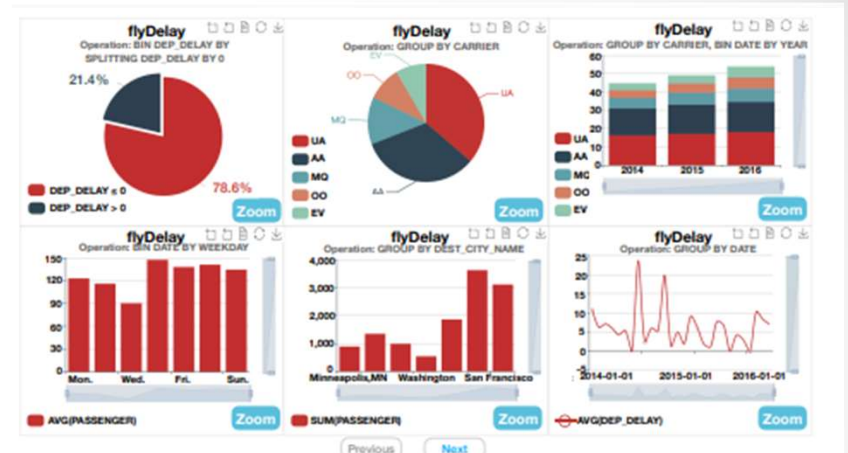 flyDelay
Operation: BIN DEP_DELAY BY
SPLITTING DEP_DELAY BY 0
21.4%
78.6%
DEP_DELAY ≤ 0
DEP_DELAY > 0
Zoom
flyDelay
Operation: GROUP BY CARRIER
EV
OO
UA
MQ
AA
UA
AA
MQ
OO
EV
Zoom
flyDelay
Operation: GROUP BY CARRIER, BIN DATE BY YEAR
60
50
40
30
20
10
0
2014 2015 2016
UA
AA
MQ
OO
EV
Zoom
flyDelay
Operation: BIN DATE BY WEEKDAY
150
120
90
60
30
0
Mon. Wed. Fri. Sun.
AVG(PASSENGER)
Zoom
flyDelay
Operation: GROUP BY DEST_CITY_NAME
4,000
3,000
2,000
1,000
0
Minneapolis,MN Washington San Francisco
SUM(PASSENGER)
Zoom
flyDelay
Operation: GROUP BY DATE
25
20
15
10
5
0
-5
2014-01-01 2015-01-01 2016-01-01
AVG(DEP_DELAY)
Zoom
Previous Next